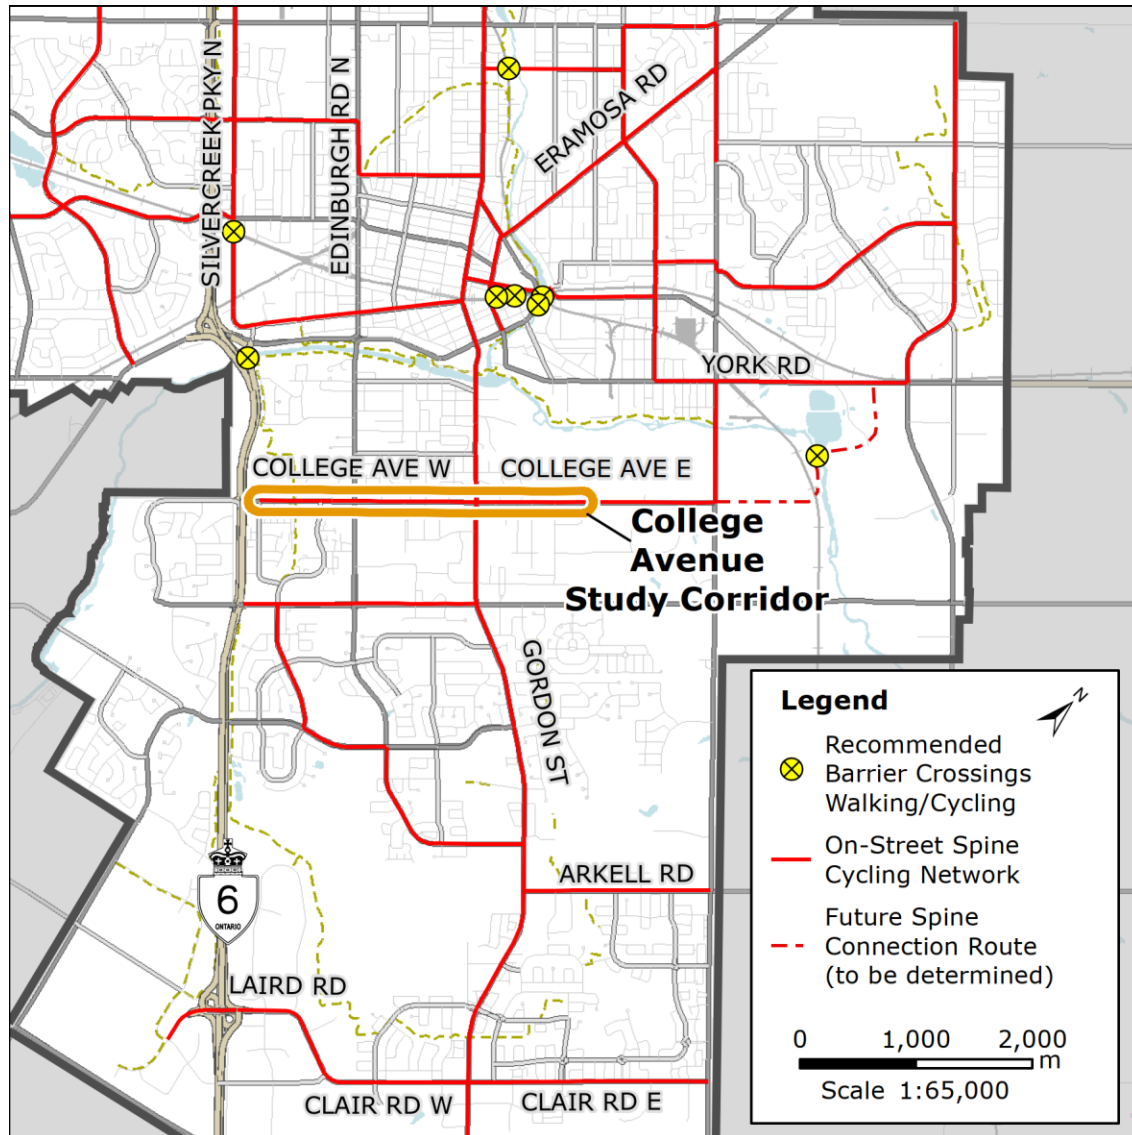 SILVERCREEK PKY N
EDINBURGH RD N
ERAMOSA RD
YORK RD
COLLEGE AVE W
COLLEGE AVE E
College
Avenue
Study Corridor
GORDON ST
ARKELL RD
6
ONTARIO
LAIRD RD
CLAIR RD W
CLAIR RD E
Legend
N
Recommended
Barrier Crossings
Walking/Cycling
On-Street Spine
Cycling Network
Future Spine
Connection Route
(to be determined)
0 1,000 2,000
m
Scale 1:65,000